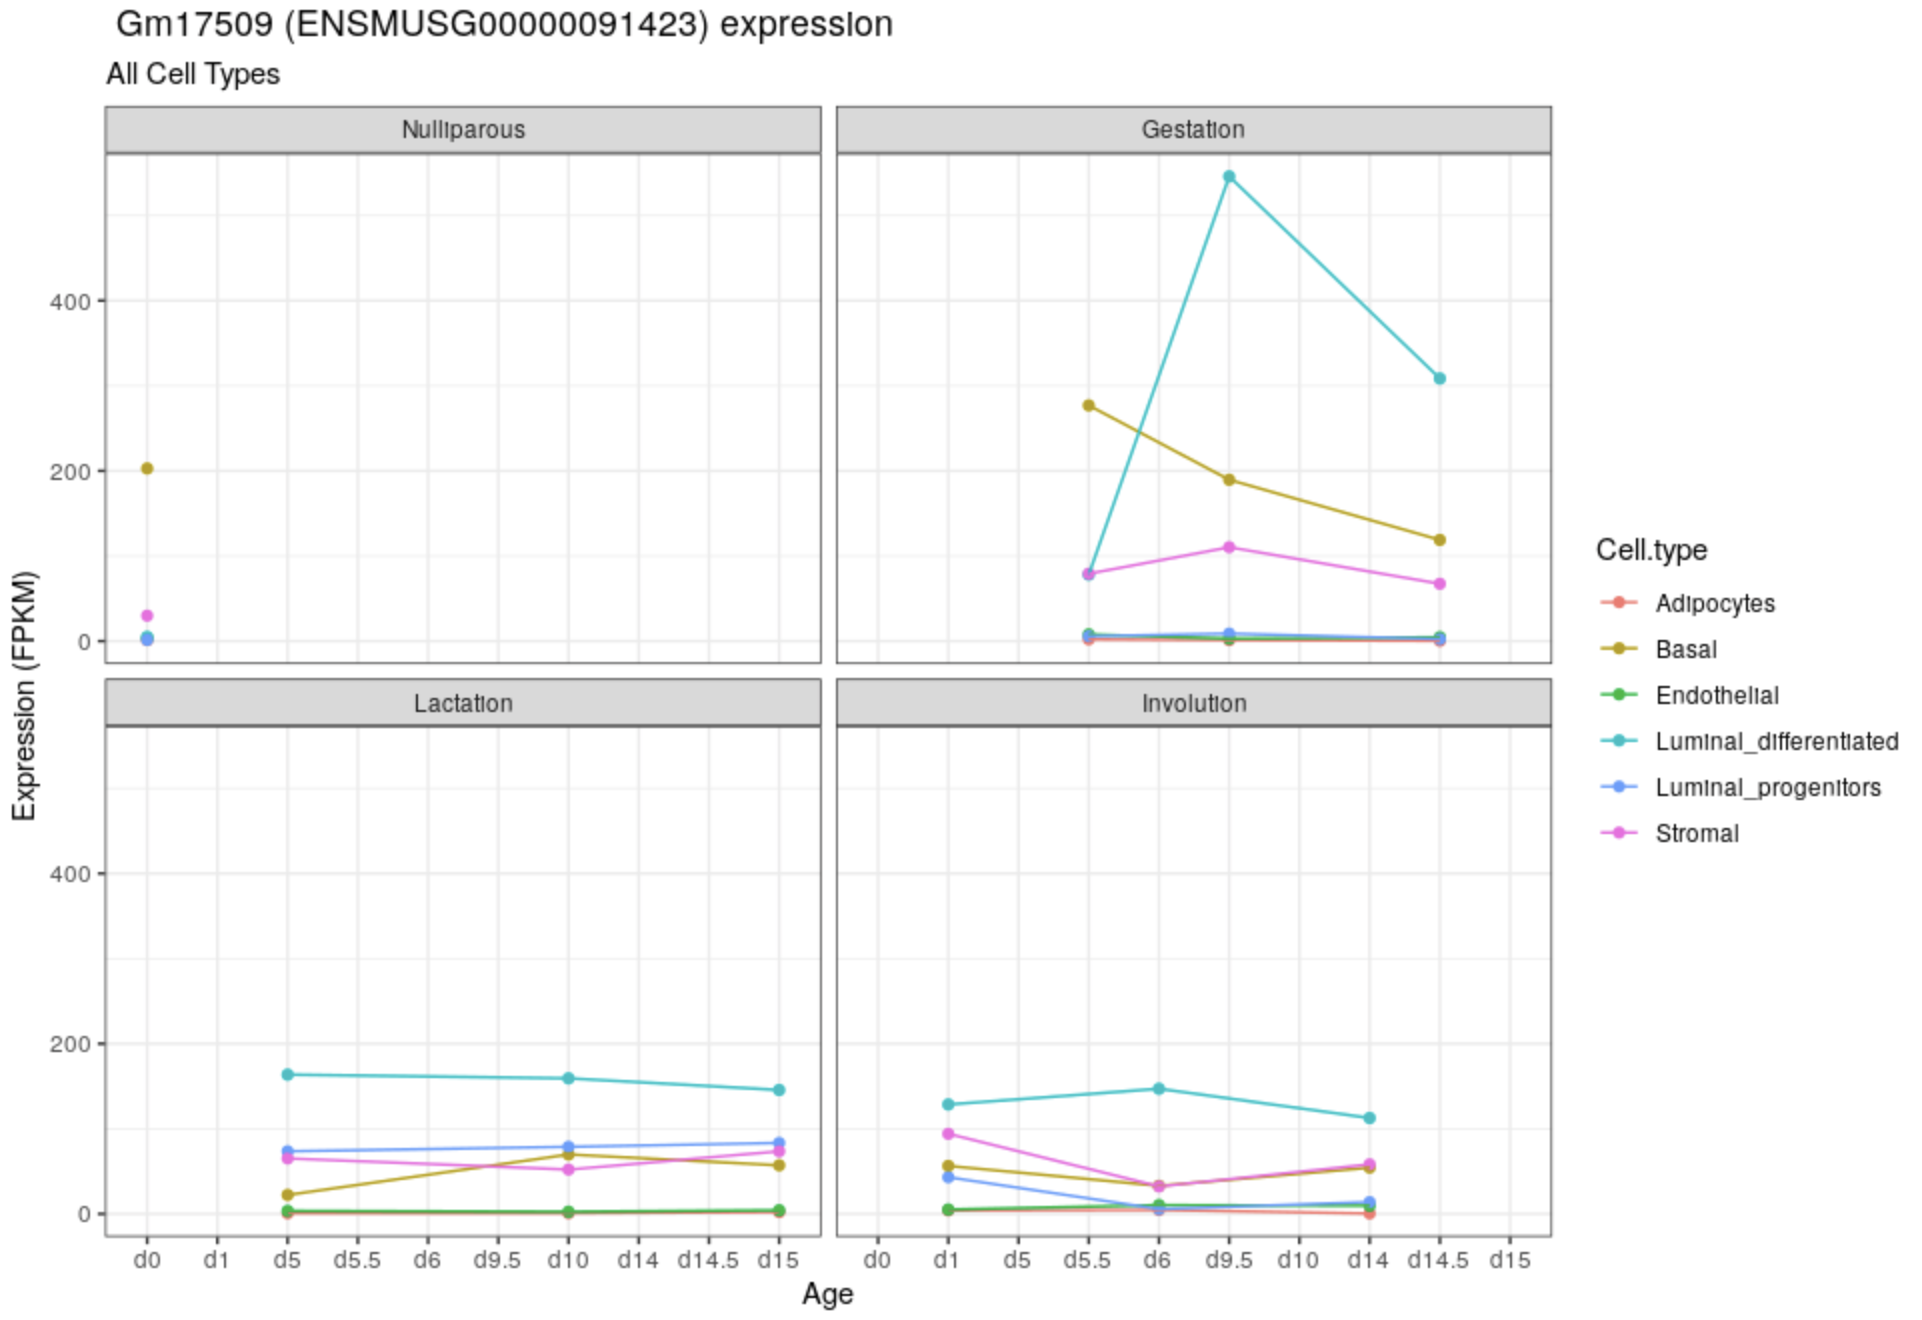 Gm17509 (ENSMUSG00000091423) expression
All Cell Types
Nulliparous
Gestation
400
200
0
Lactation
Involution
400
200
0
Expression (FPKM)
d0 d1 d5 d5.5 d6 d9.5 d10 d14 d14.5 d15
d0 d1 d5 d5.5 d6 d9.5 d10 d14 d14.5 d15
Age
Cell.type
Adipocytes
Basal
Endothelial
Luminal_differentiated
Luminal_progenitors
Stromal